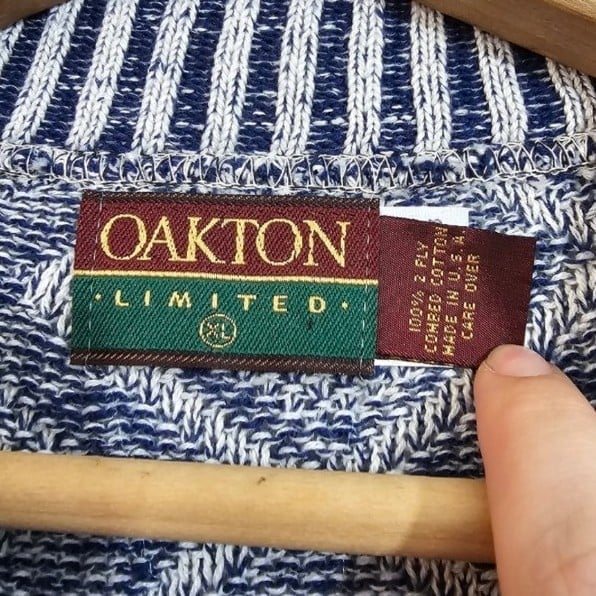 OAKTON
· LIMITED ·
XL
100% 2 PLY
COMBED COTTON
MADE IN U.S.A.
CARE OVER